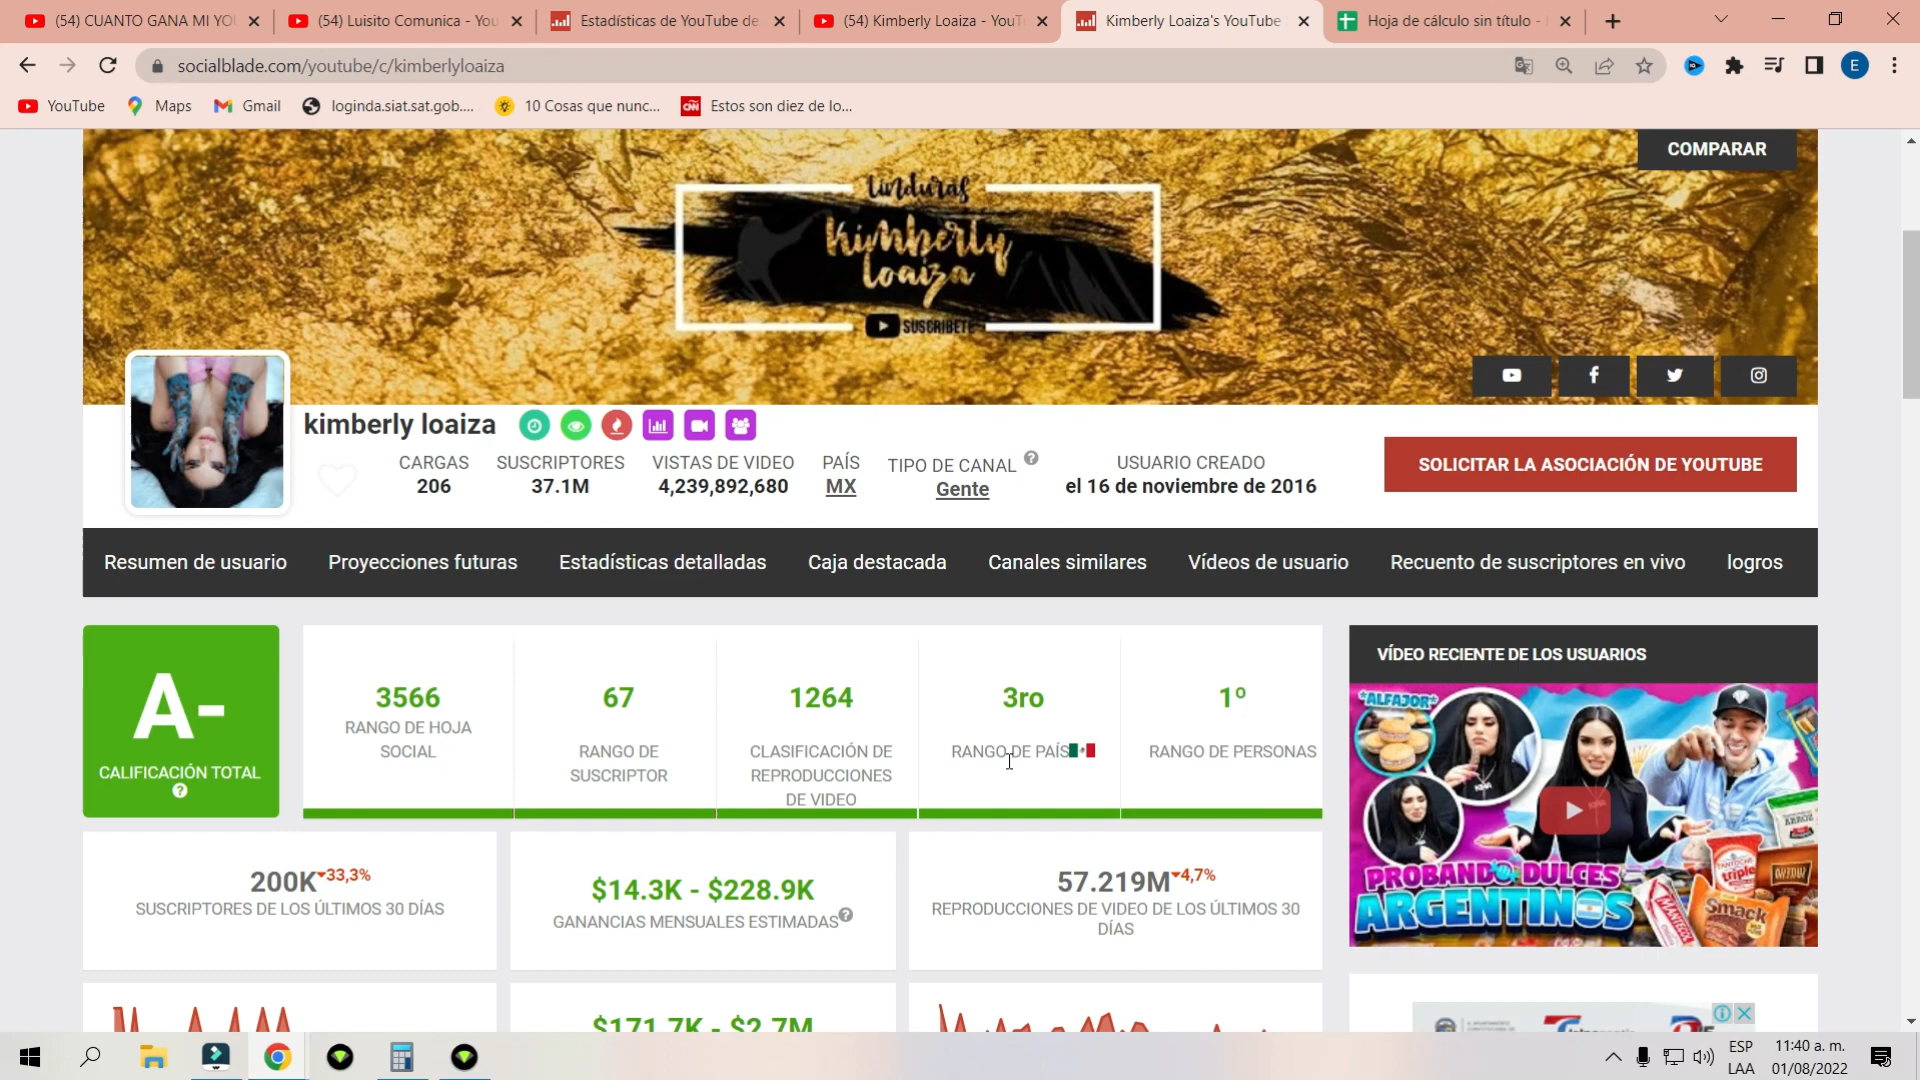 (54) CUANTO GANA MI YO
(54) Luisito Comunica - You
Estadísticas de YouTube de
(54) Kimberly Loaiza - YouT
Kimberly Loaiza's YouTube
Hoja de cálculo sin título -
socialblade.com/youtube/c/kimberlyloaiza
E
YouTube
Maps
Gmail
loginda.siat.sat.gob....
10 Cosas que nunc...
Estos son diez de lo...
COMPARAR
Linduras
Kimberly
loaiza
SUSCRIBETE
kimberly loaiza
CARGAS
206
SUSCRIPTORES
37.1M
VISTAS DE VIDEO
4,239,892,680
PAÍS
MX
TIPO DE CANAL
Gente
USUARIO CREADO
el 16 de noviembre de 2016
SOLICITAR LA ASOCIACIÓN DE YOUTUBE
Resumen de usuario
Proyecciones futuras
Estadísticas detalladas
Caja destacada
Canales similares
Vídeos de usuario
Recuento de suscriptores en vivo
logros
A-
CALIFICACIÓN TOTAL
3566
RANGO DE HOJA
SOCIAL
67
RANGO DE
SUSCRIPTOR
1264
CLASIFICACIÓN DE
REPRODUCCIONES
DE VIDEO
3ro
RANGO DE PAÍS
1º
RANGO DE PERSONAS
VÍDEO RECIENTE DE LOS USUARIOS
*ALFAJOR*
PROBANDO DULCES
ARGENTINOS
triple
Smack
MANTECOL
ARROZ
200K 33,3%
SUSCRIPTORES DE LOS ÚLTIMOS 30 DÍAS
$14.3K - $228.9K
GANANCIAS MENSUALES ESTIMADAS
57.219M 4,7%
REPRODUCCIONES DE VIDEO DE LOS ÚLTIMOS 30
DÍAS
$171.7K - $2.7M
ESP
LAA
11:40 a. m.
01/08/2022